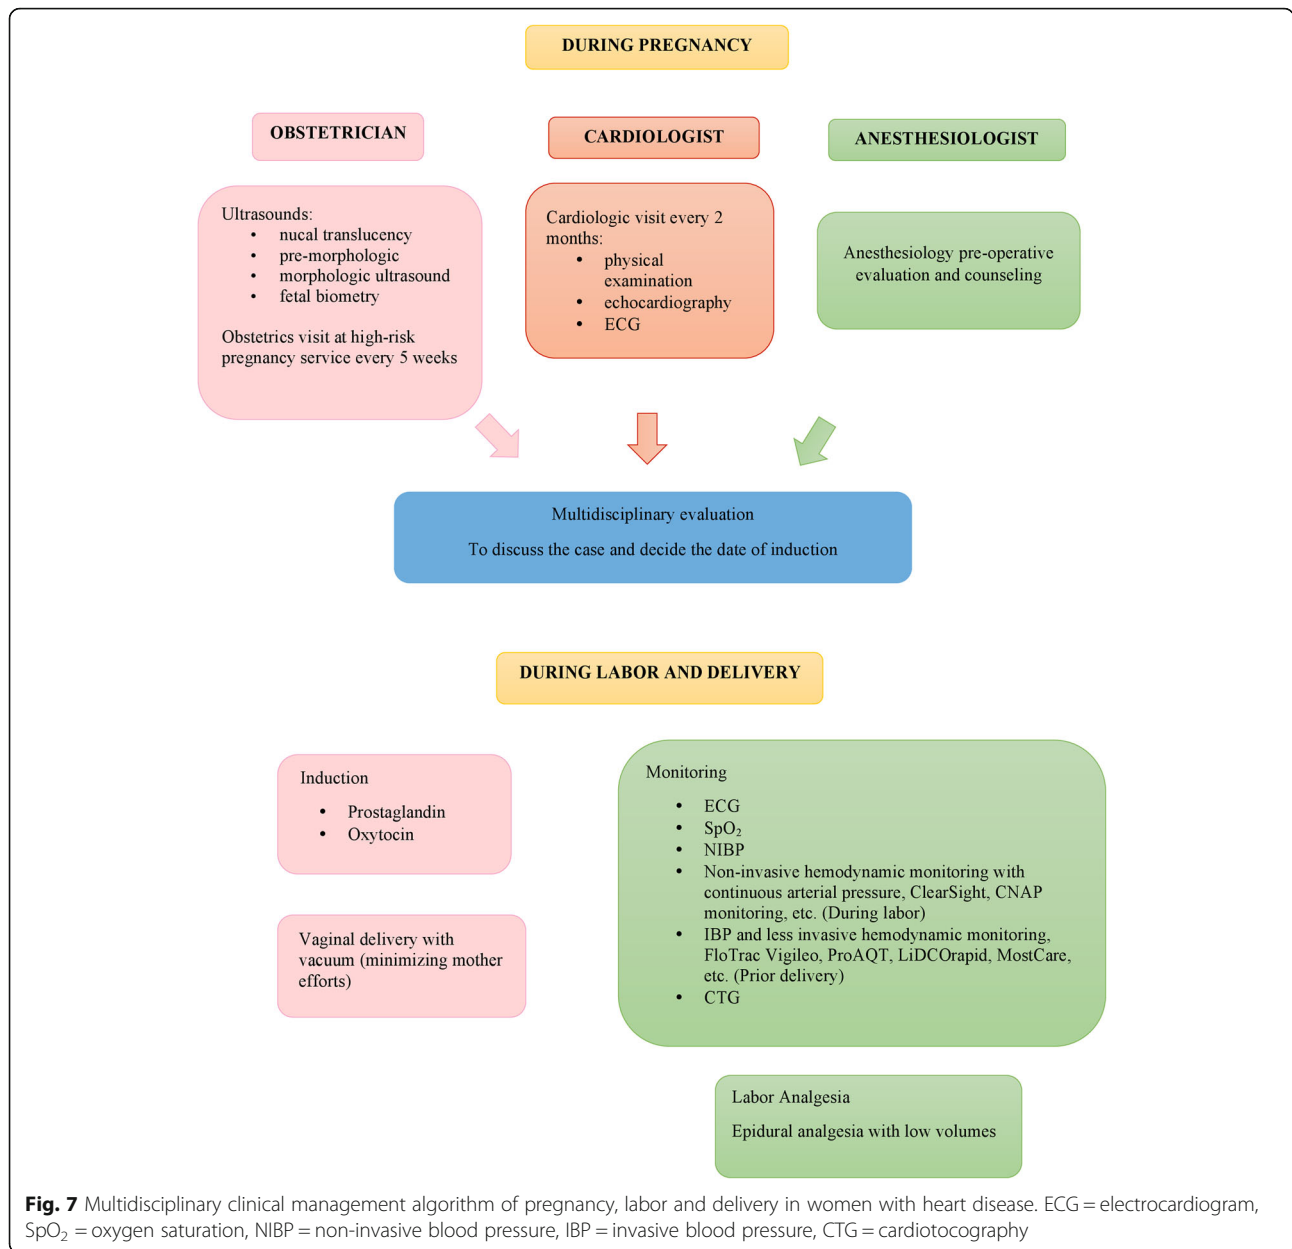 DURING PREGNANCY
OBSTETRICIAN
CARDIOLOGIST
ANESTHESIOLOGIST
Ultrasounds:
• nucal translucency
• pre-morphologic
• morphologic ultrasound
• fetal biometry
Obstetrics visit at high-risk
pregnancy service every 5 weeks
Cardiologic visit every 2
months:
• physical
examination
• echocardiography
• ECG
Anesthesiology pre-operative
evaluation and counseling
Multidisciplinary evaluation
To discuss the case and decide the date of induction
DURING LABOR AND DELIVERY
Induction
• Prostaglandin
• Oxytocin
Vaginal delivery with
vacuum (minimizing mother
efforts)
Monitoring
• ECG
• SpO₂
• NIBP
• Non-invasive hemodynamic monitoring with
continuous arterial pressure, ClearSight, CNAP
monitoring, etc. (During labor)
• IBP and less invasive hemodynamic monitoring,
FloTrac Vigileo, ProAQT, LiDCOrapid, MostCare,
etc. (Prior delivery)
• CTG
Labor Analgesia
Epidural analgesia with low volumes
Fig. 7 Multidisciplinary clinical management algorithm of pregnancy, labor and delivery in women with heart disease. ECG = electrocardiogram,
SpO₂ = oxygen saturation, NIBP = non-invasive blood pressure, IBP = invasive blood pressure, CTG = cardiotocography